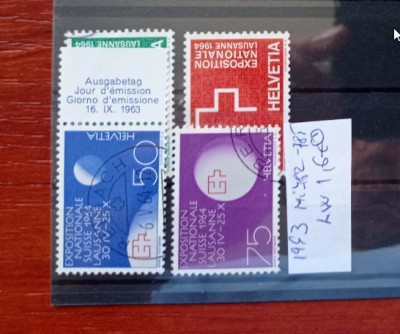 LAUSANNE 1964
EXPOSITION
NATIONALE
LAUSANNE 1964
HELVETIA
Ausgabetag
Jour d'émission
Giorno d'emissione
16. IX. 1963
HELVETIA
50
EXPOSITION
NATIONALE
SUISSE 1964
LAUSANNE
30 IV-25 X
HELVETIA
75
EXPOSITION
NATIONALE
SUISSE 1964
LAUSANNE
30 IV-25 X
1963 Mi 782-785